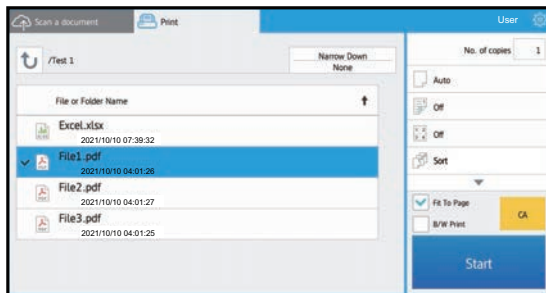 Scan a document
Print
User
/Test 1
Narrow Down
None
No. of copies 1
File or Folder Name
Excel.xlsx
2021/10/10 07:39:32
File1.pdf
2021/10/10 04:01:26
File2.pdf
2021/10/10 04:01:27
File3.pdf
2021/10/10 04:01:25
Auto
Off
Off
Sort
Fit To Page
B/W Print
CA
Start